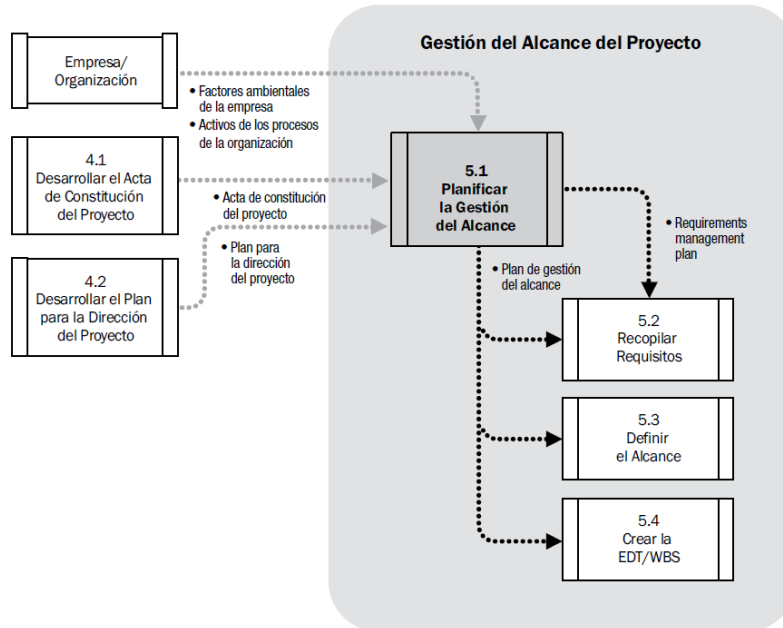 Gestión del Alcance del Proyecto
Empresa/
Organización
• Factores ambientales
de la empresa
• Activos de los procesos
de la organización
4.1
Desarrollar el Acta
de Constitución
del Proyecto
• Acta de constitución
del proyecto
5.1
Planificar
la Gestión
del Alcance
• Requirements
management
plan
• Plan para
la dirección
del proyecto
4.2
Desarrollar el Plan
para la Dirección
del Proyecto
• Plan de gestión
del alcance
5.2
Recopilar
Requisitos
5.3
Definir
el Alcance
5.4
Crear la
EDT/WBS